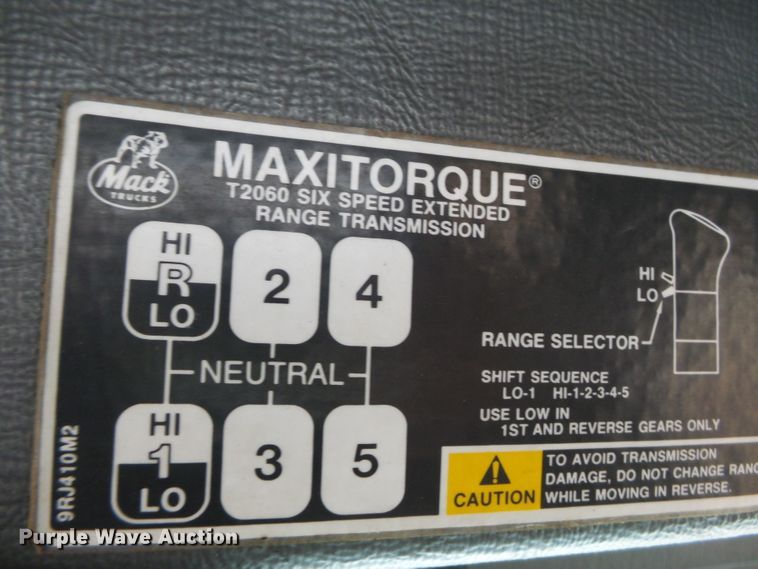 Mack
TRUCKS
MAXITORQUE®
T2060 SIX SPEED EXTENDED
RANGE TRANSMISSION
HI
R
LO
2
4
NEUTRAL
HI
1
LO
3
5
HI
LO
RANGE SELECTOR
SHIFT SEQUENCE
LO-1 HI-1-2-3-4-5
USE LOW IN
1ST AND REVERSE GEARS ONLY
CAUTION
TO AVOID TRANSMISSION
DAMAGE, DO NOT CHANGE RANG
WHILE MOVING IN REVERSE.
9RJ410M2
Purple Wave Auction